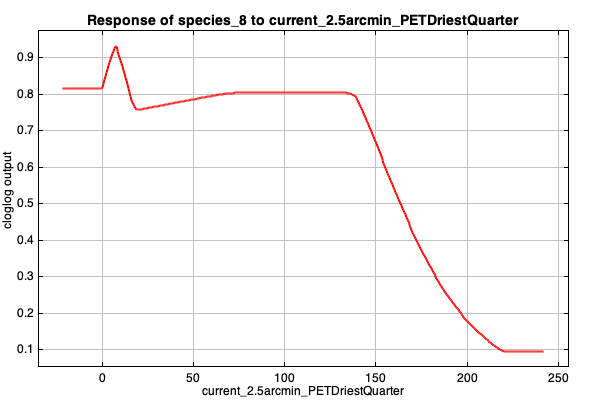 Response of species_8 to current_2.5arcmin_PETDriestQuarter
cloglog output
0.9
0.8
0.7
0.6
0.5
0.4
0.3
0.2
0.1
0 50 100 150 200 250
current_2.5arcmin_PETDriestQuarter